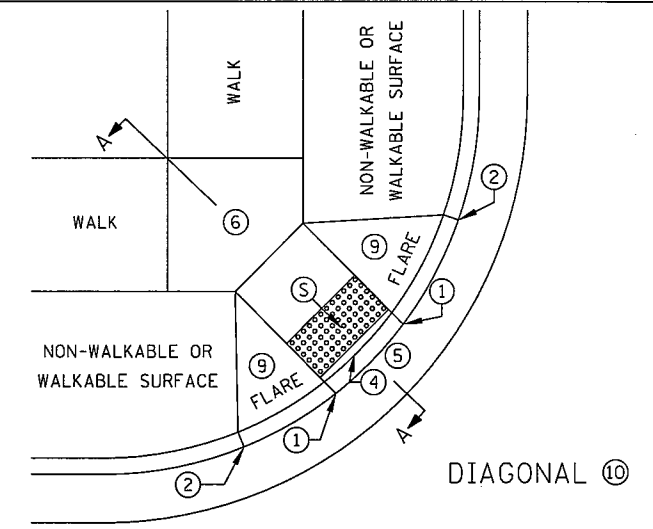 NON-WALKABLE OR
WALKABLE SURFACE
WALK
A
2
6
WALK
9
FLARE
S
1
NON-WALKABLE OR
WALKABLE SURFACE
5
9
FLARE
4
A
1
2
DIAGONAL 10